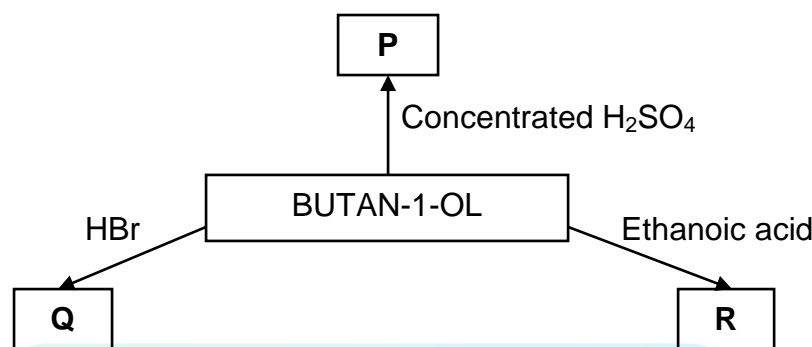 P
Concentrated H₂SO₄
BUTAN-1-OL
HBr
Ethanoic acid
Q
R